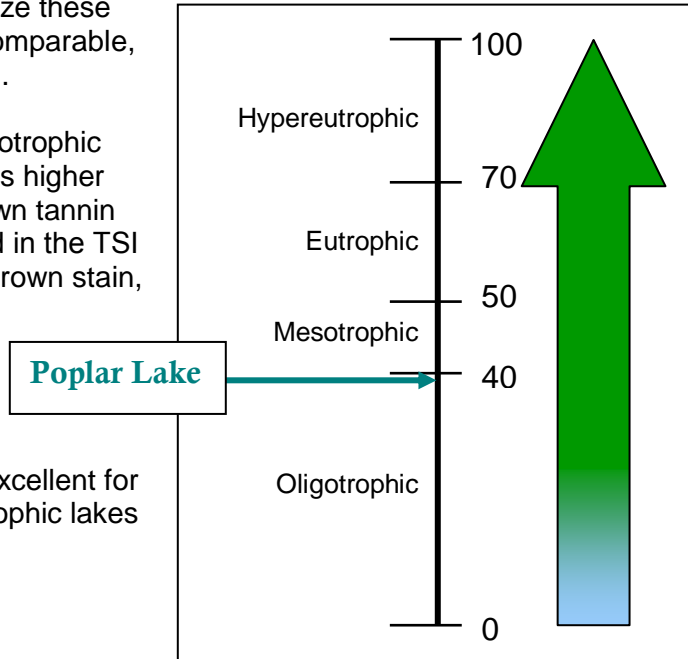 ze these
omparable,
.
otrophic
s higher
wn tannin
d in the TSI
rown stain,
xcellent for
ophic lakes
100
Hypereutrophic
70
Eutrophic
50
Mesotrophic
Poplar Lake
40
Oligotrophic
0